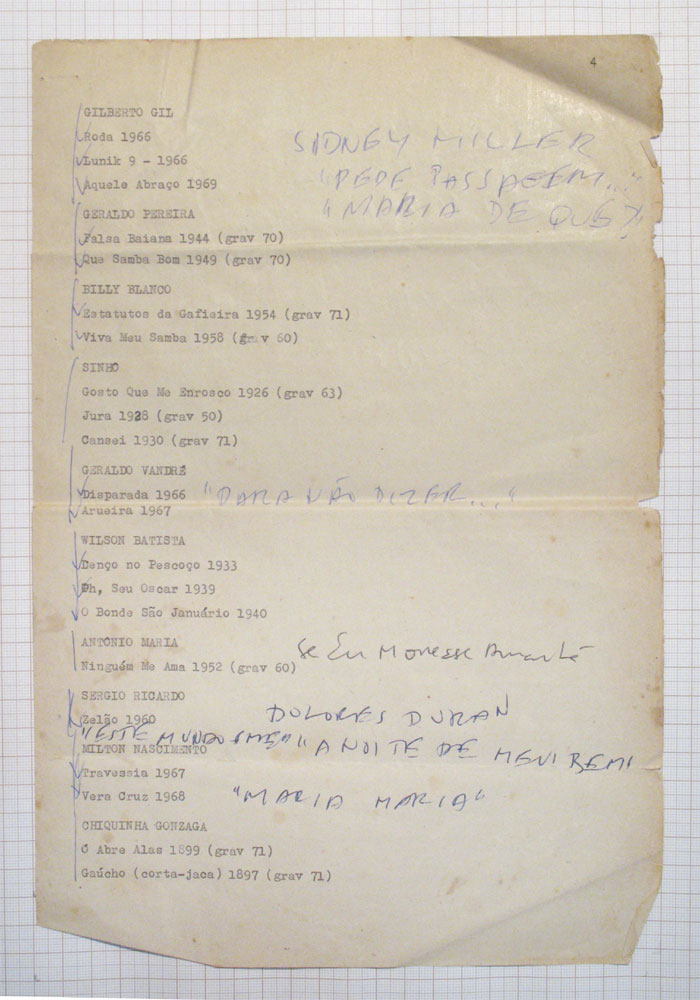 4
GILBERTO GIL
Roda 1966
SIDNEY MILLER
Lunik 9 - 1966
"PEDE PASSAGEM..."
Aquele Abraço 1969
"MARIA DE QUÊ?"
GERALDO PEREIRA
Falsa Baiana 1944 (grav 70)
Que Samba Bom 1949 (grav 70)
BILLY BLANCO
Estatutos da Gafieira 1954 (grav 71)
Viva Meu Samba 1958 (grav 60)
SINHO
Gosto Que Me Enrosco 1926 (grav 63)
Jura 1928 (grav 50)
Cansei 1930 (grav 71)
GERALDO VANDRÉ
Disparada 1966 "PARA NÃO DIZER..."
Arueira 1967
WILSON BATISTA
Lenço no Pescoço 1933
Oh, Seu Oscar 1939
O Bonde São Januário 1940
ANTONIO MARIA
Se Eu Morresse Amanhã
Ninguém Me Ama 1952 (grav 60)
SERGIO RICARDO
Zelão 1960
DOLORES DURAN
"ESTE MUNDO É MEU" "A NOITE DE MEU BEM"
MILTON NASCIMENTO
Travessia 1967
Vera Cruz 1968 "MARIA MARIA"
CHIQUINHA GONZAGA
O Abre Alas 1899 (grav 71)
Gaúcho (corta-jaca) 1897 (grav 71)